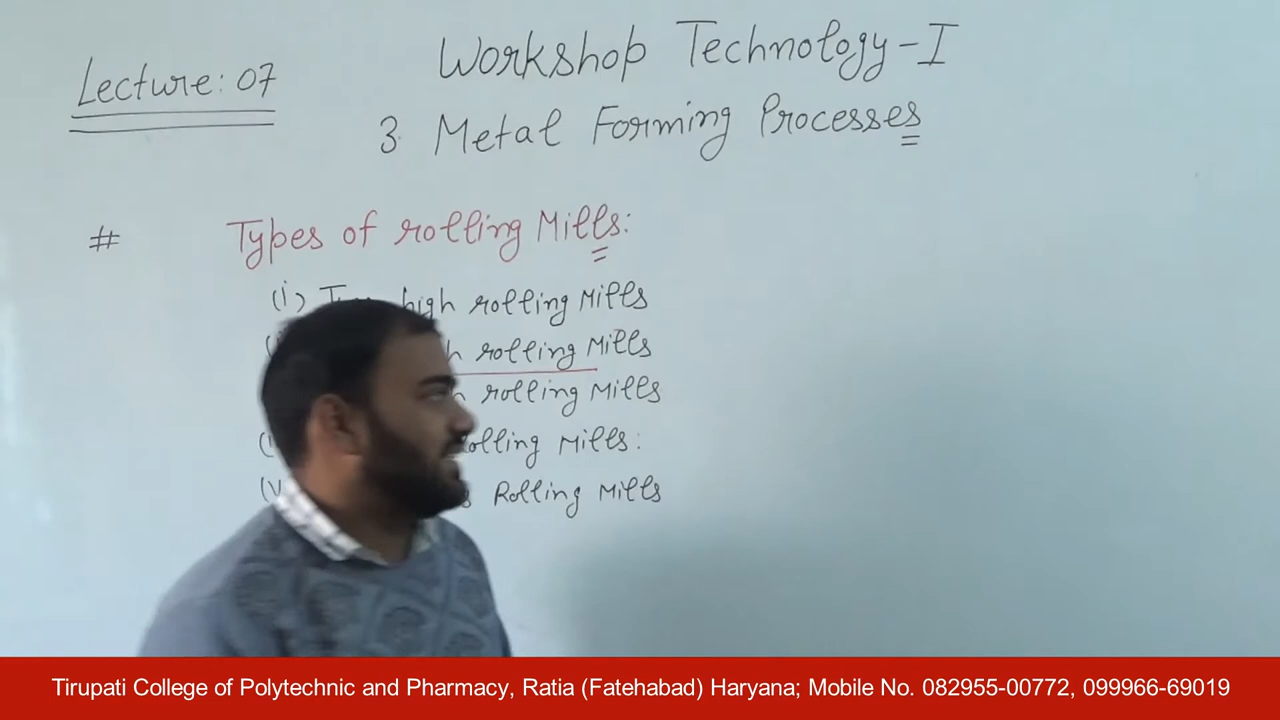 Lecture: 07
Workshop Technology-I
3 Metal Forming Processes
# Types of rolling Mills:
(i) high rolling Mills
rolling Mills
rolling Mills
rolling Mills:
Rolling Mills
Tirupati College of Polytechnic and Pharmacy, Ratia (Fatehabad) Haryana; Mobile No. 082955-00772, 099966-69019